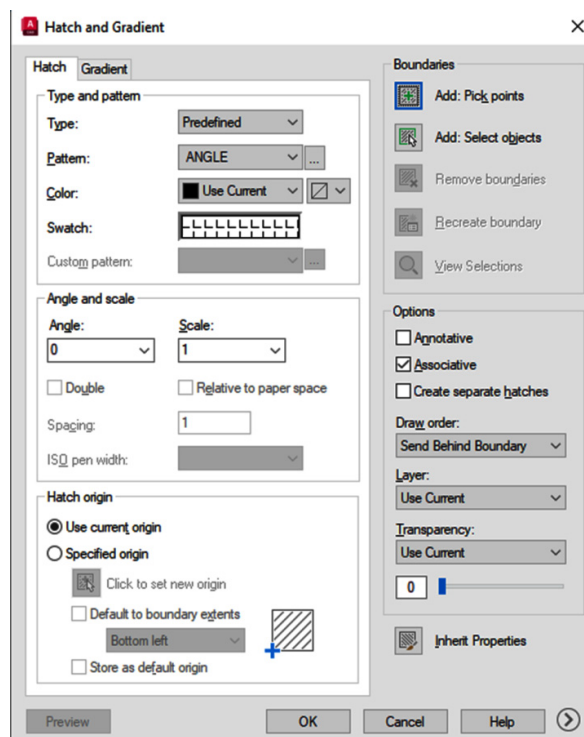 Hatch and Gradient
Hatch Gradient
Type and pattern
Type: Predefined
Pattern: ANGLE ...
Color: Use Current
Swatch:
Custom pattern: ...
Angle and scale
Angle: Scale:
0 1
Double Relative to paper space
Spacing: 1
ISO pen width:
Hatch origin
Use current origin
Specified origin
Click to set new origin
Default to boundary extents
Bottom left
Store as default origin
Boundaries
Add: Pick points
Add: Select objects
Remove boundaries
Recreate boundary
View Selections
Options
Annotative
Associative
Create separate hatches
Draw order:
Send Behind Boundary
Layer:
Use Current
Transparency:
Use Current
0
Inherit Properties
Preview OK Cancel Help